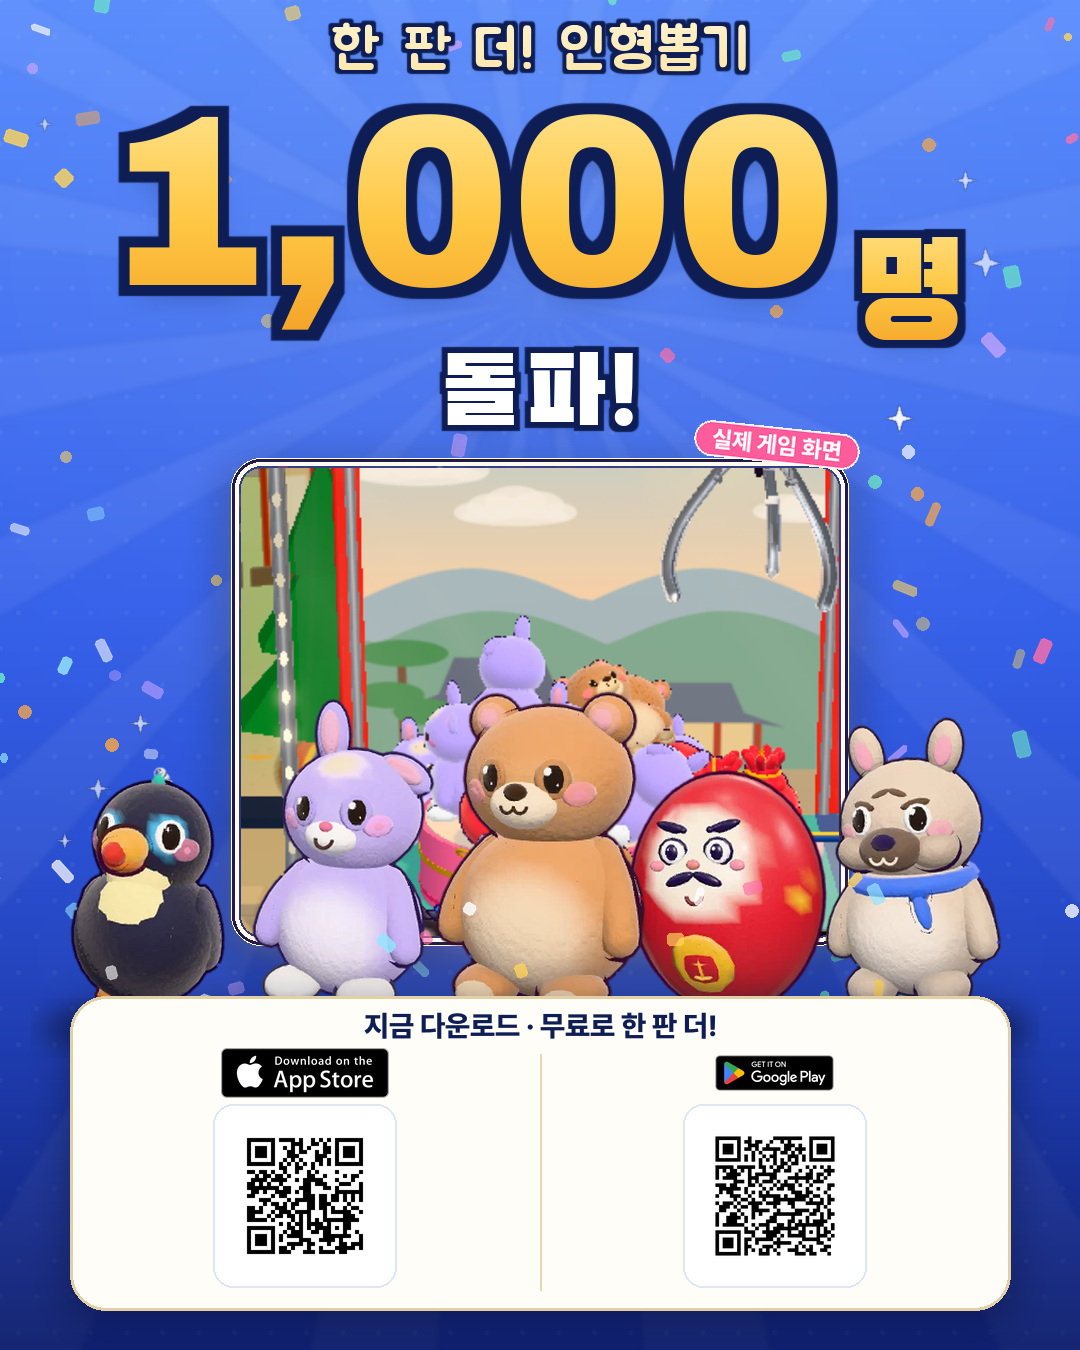 한 판 더! 인형뽑기
1,000명
돌파!
실제 게임 화면
지금 다운로드 · 무료로 한 판 더!
Download on the
App Store
GET IT ON
Google Play